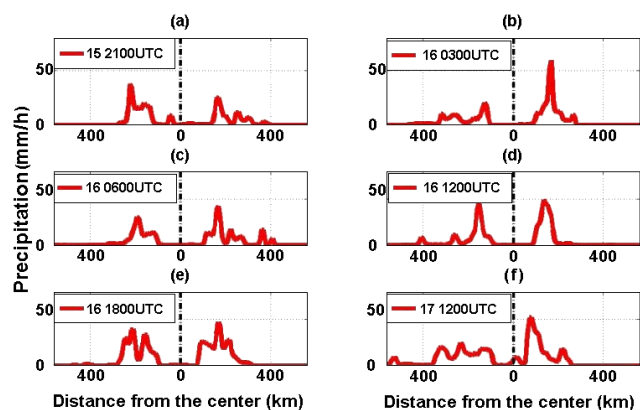 (a)
(b)
15 2100UTC
16 0300UTC
50
50
0
0
400 0 400
400 0 400
(c)
(d)
16 0600UTC
16 1200UTC
50
50
0
0
400 0 400
400 0 400
(e)
(f)
16 1800UTC
17 1200UTC
50
50
0
0
400 0 400
400 0 400
Precipitation(mm/h)
Distance from the center (km)
Distance from the center (km)